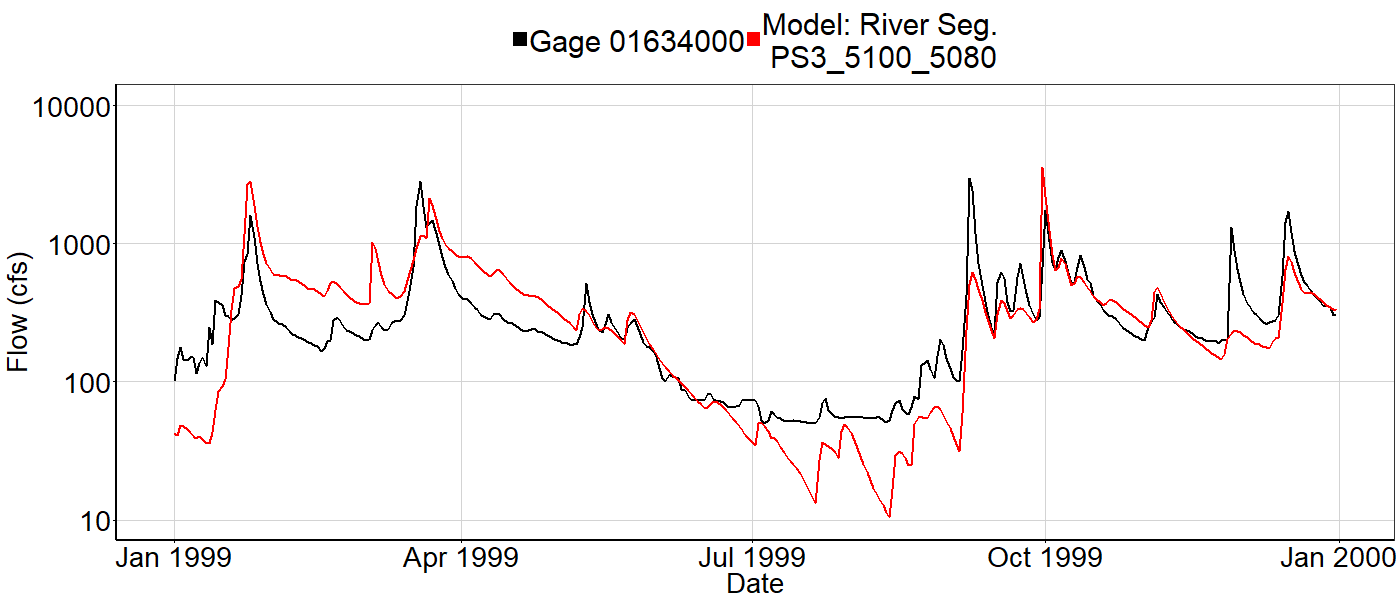 Gage 01634000
Model: River Seg.
PS3_5100_5080
10000
1000
100
10
Flow (cfs)
Jan 1999
Apr 1999
Jul 1999
Oct 1999
Jan 2000
Date